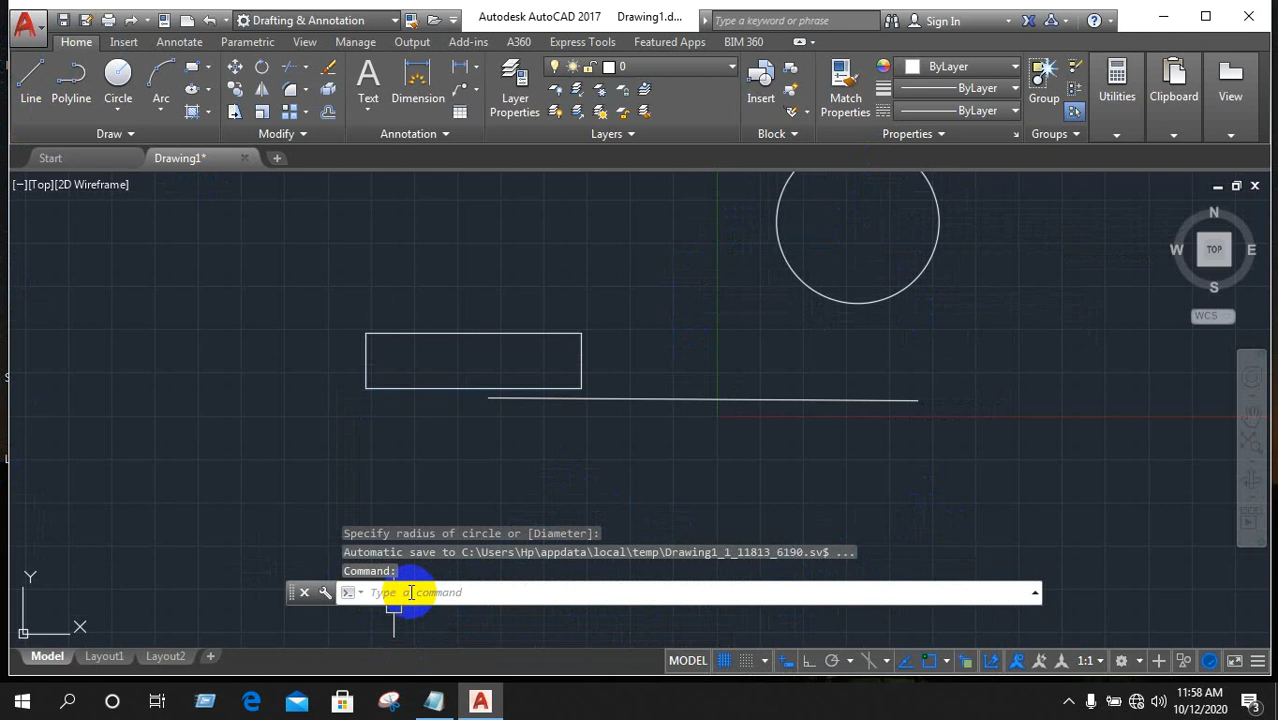 Drafting & Annotation
Autodesk AutoCAD 2017 Drawing1.d...
Type a keyword or phrase
Sign In
Home Insert Annotate Parametric View Manage Output Add-ins A360 Express Tools Featured Apps BIM 360
0
ByLayer
ByLayer
ByLayer
Line Polyline Circle Arc
Text Dimension
Layer Properties
Insert
Match Properties
Group
Utilities Clipboard View
Draw Modify Annotation Layers Block Properties Groups
Start Drawing1*
[−][Top][2D Wireframe]
N
W TOP E
S
WCS
Specify radius of circle or [Diameter]:
Automatic save to C:\Users\Hp\appdata\local\temp\Drawing1_1_11813_6190.sv$ ...
Command:
Type a command
Y
X
Model Layout1 Layout2
MODEL
1:1
11:58 AM
10/12/2020
3